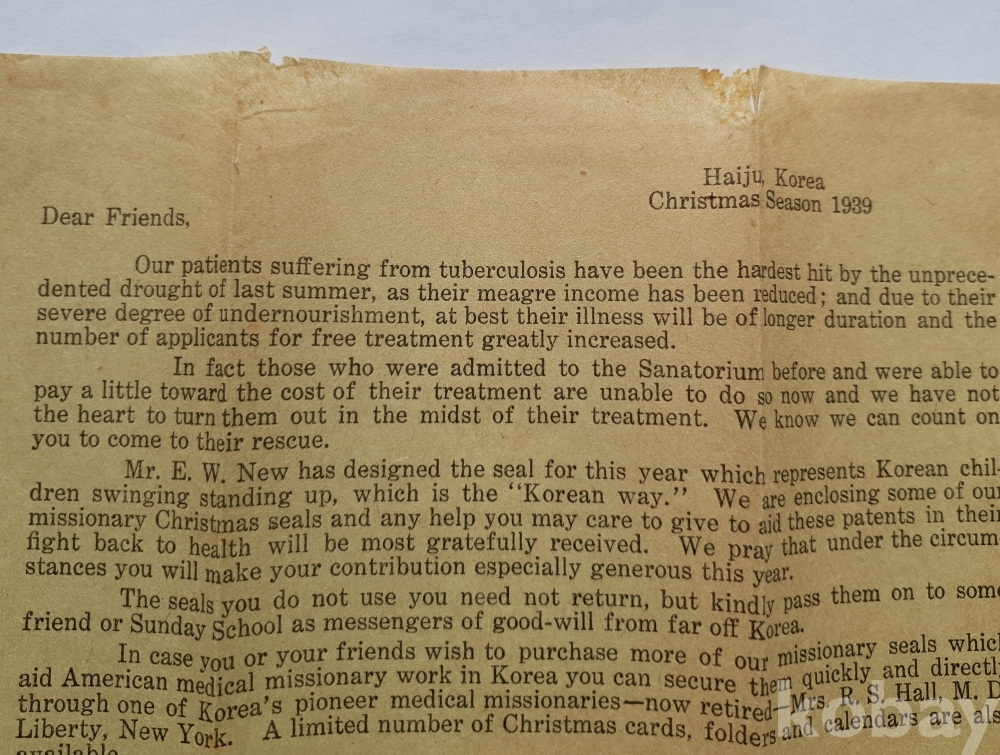 Haiju, Korea
Christmas Season 1939
Dear Friends,
Our patients suffering from tuberculosis have been the hardest hit by the unprece-
dented drought of last summer, as their meagre income has been reduced; and due to their
severe degree of undernourishment, at best their illness will be of longer duration and the
number of applicants for free treatment greatly increased.
In fact those who were admitted to the Sanatorium before and were able to
pay a little toward the cost of their treatment are unable to do so now and we have not
the heart to turn them out in the midst of their treatment. We know we can count on
you to come to their rescue.
Mr. E. W. New has designed the seal for this year which represents Korean chil-
dren swinging standing up, which is the "Korean way." We are enclosing some of our
missionary Christmas seals and any help you may care to give to aid these patents in their
fight back to health will be most gratefully received. We pray that under the circum-
stances you will make your contribution especially generous this year.
The seals you do not use you need not return, but kindly pass them on to some
friend or Sunday School as messengers of good-will from far off Korea.
In case you or your friends wish to purchase more of our missionary seals which
aid American medical missionary work in Korea you can secure them quickly and directly
through one of Korea's pioneer medical missionaries—now retired—Mrs. R. S. Hall, M. D.
Liberty, New York. A limited number of Christmas cards, folders and calendars are also
available.
kobay